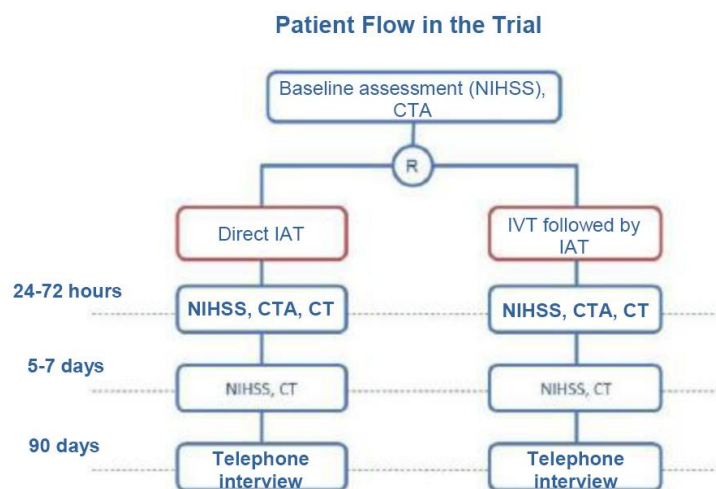 Patient Flow in the Trial
Baseline assessment (NIHSS),
CTA
R
Direct IAT
IVT followed by
IAT
24-72 hours
NIHSS, CTA, CT
NIHSS, CTA, CT
5-7 days
NIHSS, CT
NIHSS, CT
90 days
Telephone
interview
Telephone
interview